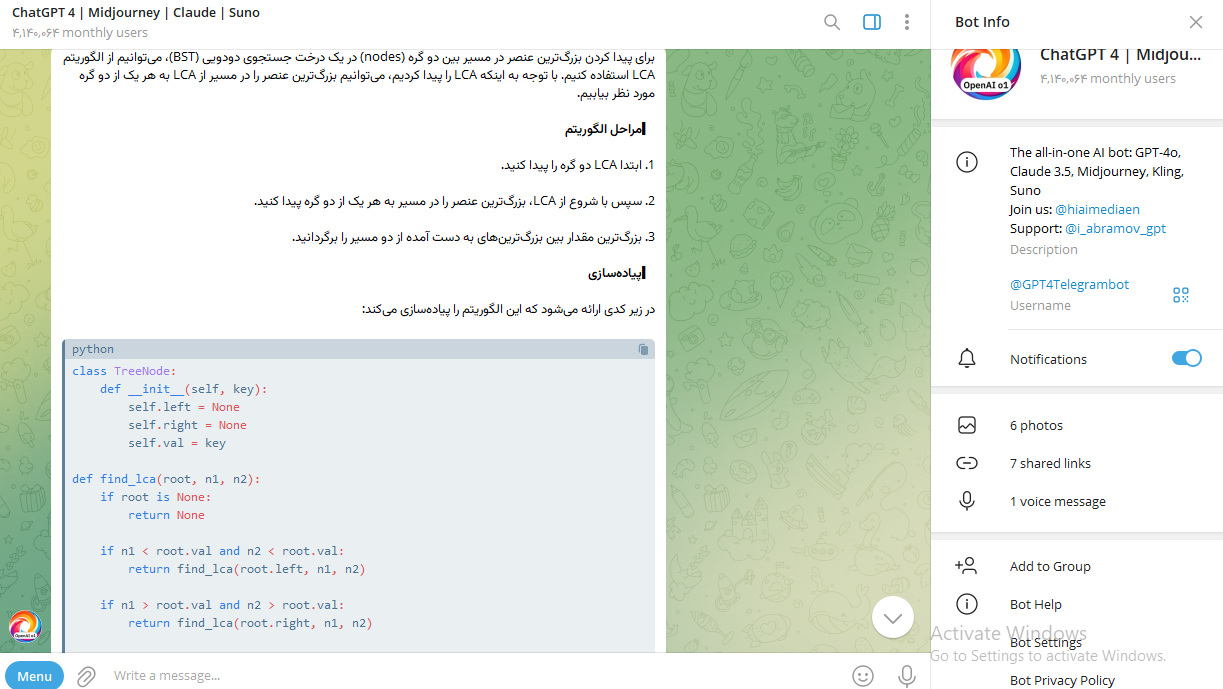 ChatGPT 4 | Midjourney | Claude | Suno
۴,۱۴۰,۰۶۴ monthly users
برای پیدا کردن بزرگ‌ترین عنصر در مسیر بین دو گره (nodes) در یک درخت جستجوی دودویی (BST)، می‌توانیم از الگوریتم
LCA استفاده کنیم. با توجه به اینکه LCA را پیدا کردیم، می‌توانیم بزرگ‌ترین عنصر را در مسیر از LCA به هر یک از دو گره
مورد نظر بیابیم.
مراحل الگوریتم
1. ابتدا LCA دو گره را پیدا کنید.
2. سپس با شروع از LCA، بزرگ‌ترین عنصر را در مسیر به هر یک از دو گره پیدا کنید.
3. بزرگ‌ترین مقدار بین بزرگ‌ترین‌های به دست آمده از دو مسیر را برگردانید.
پیاده‌سازی
در زیر کدی ارائه می‌شود که این الگوریتم را پیاده‌سازی می‌کند:
python
class TreeNode:
    def __init__(self, key):
        self.left = None
        self.right = None
        self.val = key
def find_lca(root, n1, n2):
    if root is None:
        return None
    if n1 < root.val and n2 < root.val:
        return find_lca(root.left, n1, n2)
    if n1 > root.val and n2 > root.val:
        return find_lca(root.right, n1, n2)
OpenAI o1
Menu
Write a message...
Bot Info
OpenAI o1
ChatGPT 4 | Midjou...
۴,۱۴۰,۰۶۴ monthly users
The all-in-one AI bot: GPT-4o,
Claude 3.5, Midjourney, Kling,
Suno
Join us: @hiaimediaen
Support: @i_abramov_gpt
Description
@GPT4Telegrambot
Username
Notifications
6 photos
7 shared links
1 voice message
Add to Group
Bot Help
Activate Windows
Bot Settings
Go to Settings to activate Windows.
Bot Privacy Policy